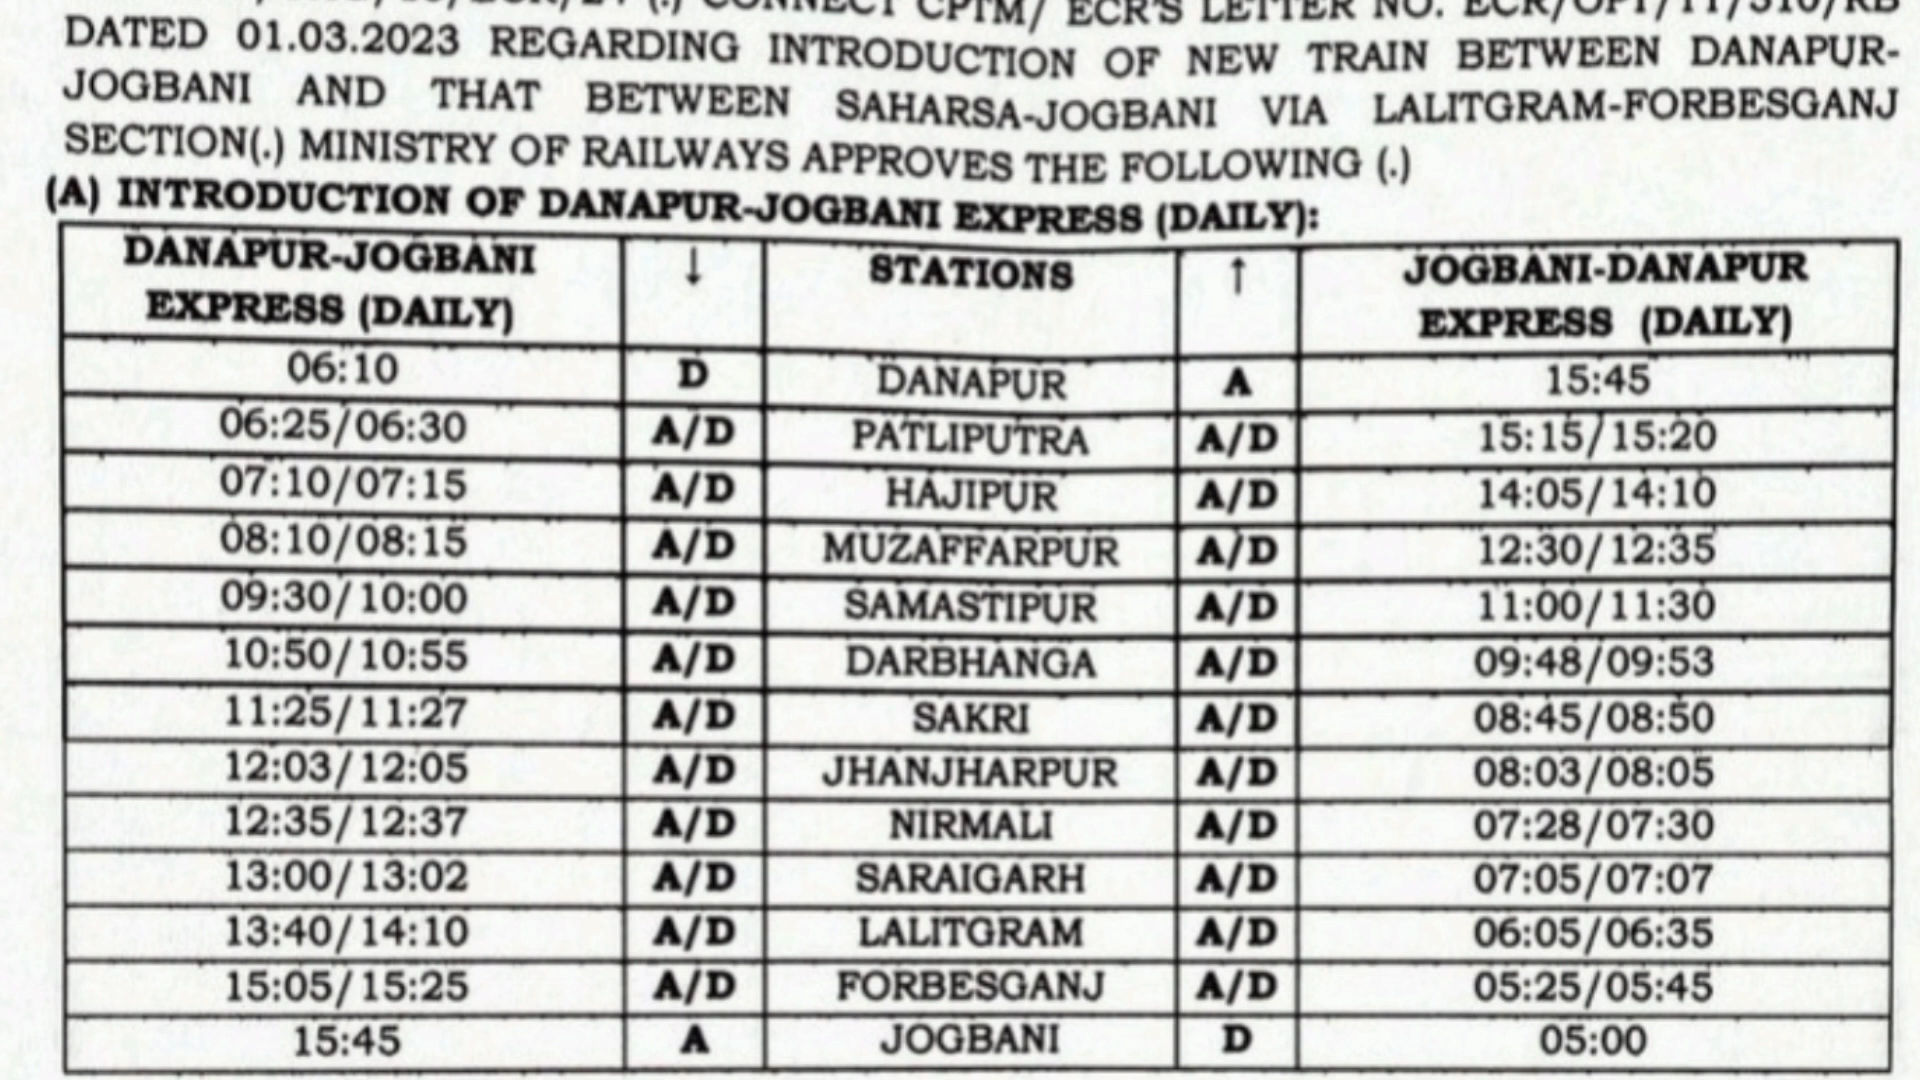 CONNECT CPTM/ ECR'S LETTER NO.
DATED 01.03.2023 REGARDING INTRODUCTION OF NEW TRAIN BETWEEN DANAPUR-
JOGBANI AND THAT BETWEEN SAHARSA-JOGBANI VIA LALITGRAM-FORBESGANJ
SECTION(.) MINISTRY OF RAILWAYS APPROVES THE FOLLOWING (.)
(A) INTRODUCTION OF DANAPUR-JOGBANI EXPRESS (DAILY):
DANAPUR-JOGBANI ↓ STATIONS ↑ JOGBANI-DANAPUR
EXPRESS (DAILY) EXPRESS (DAILY)
06:10 D DANAPUR A 15:45
06:25/06:30 A/D PATLIPUTRA A/D 15:15/15:20
07:10/07:15 A/D HAJIPUR A/D 14:05/14:10
08:10/08:15 A/D MUZAFFARPUR A/D 12:30/12:35
09:30/10:00 A/D SAMASTIPUR A/D 11:00/11:30
10:50/10:55 A/D DARBHANGA A/D 09:48/09:53
11:25/11:27 A/D SAKRI A/D 08:45/08:50
12:03/12:05 A/D JHANJHARPUR A/D 08:03/08:05
12:35/12:37 A/D NIRMALI A/D 07:28/07:30
13:00/13:02 A/D SARAIGARH A/D 07:05/07:07
13:40/14:10 A/D LALITGRAM A/D 06:05/06:35
15:05/15:25 A/D FORBESGANJ A/D 05:25/05:45
15:45 A JOGBANI D 05:00